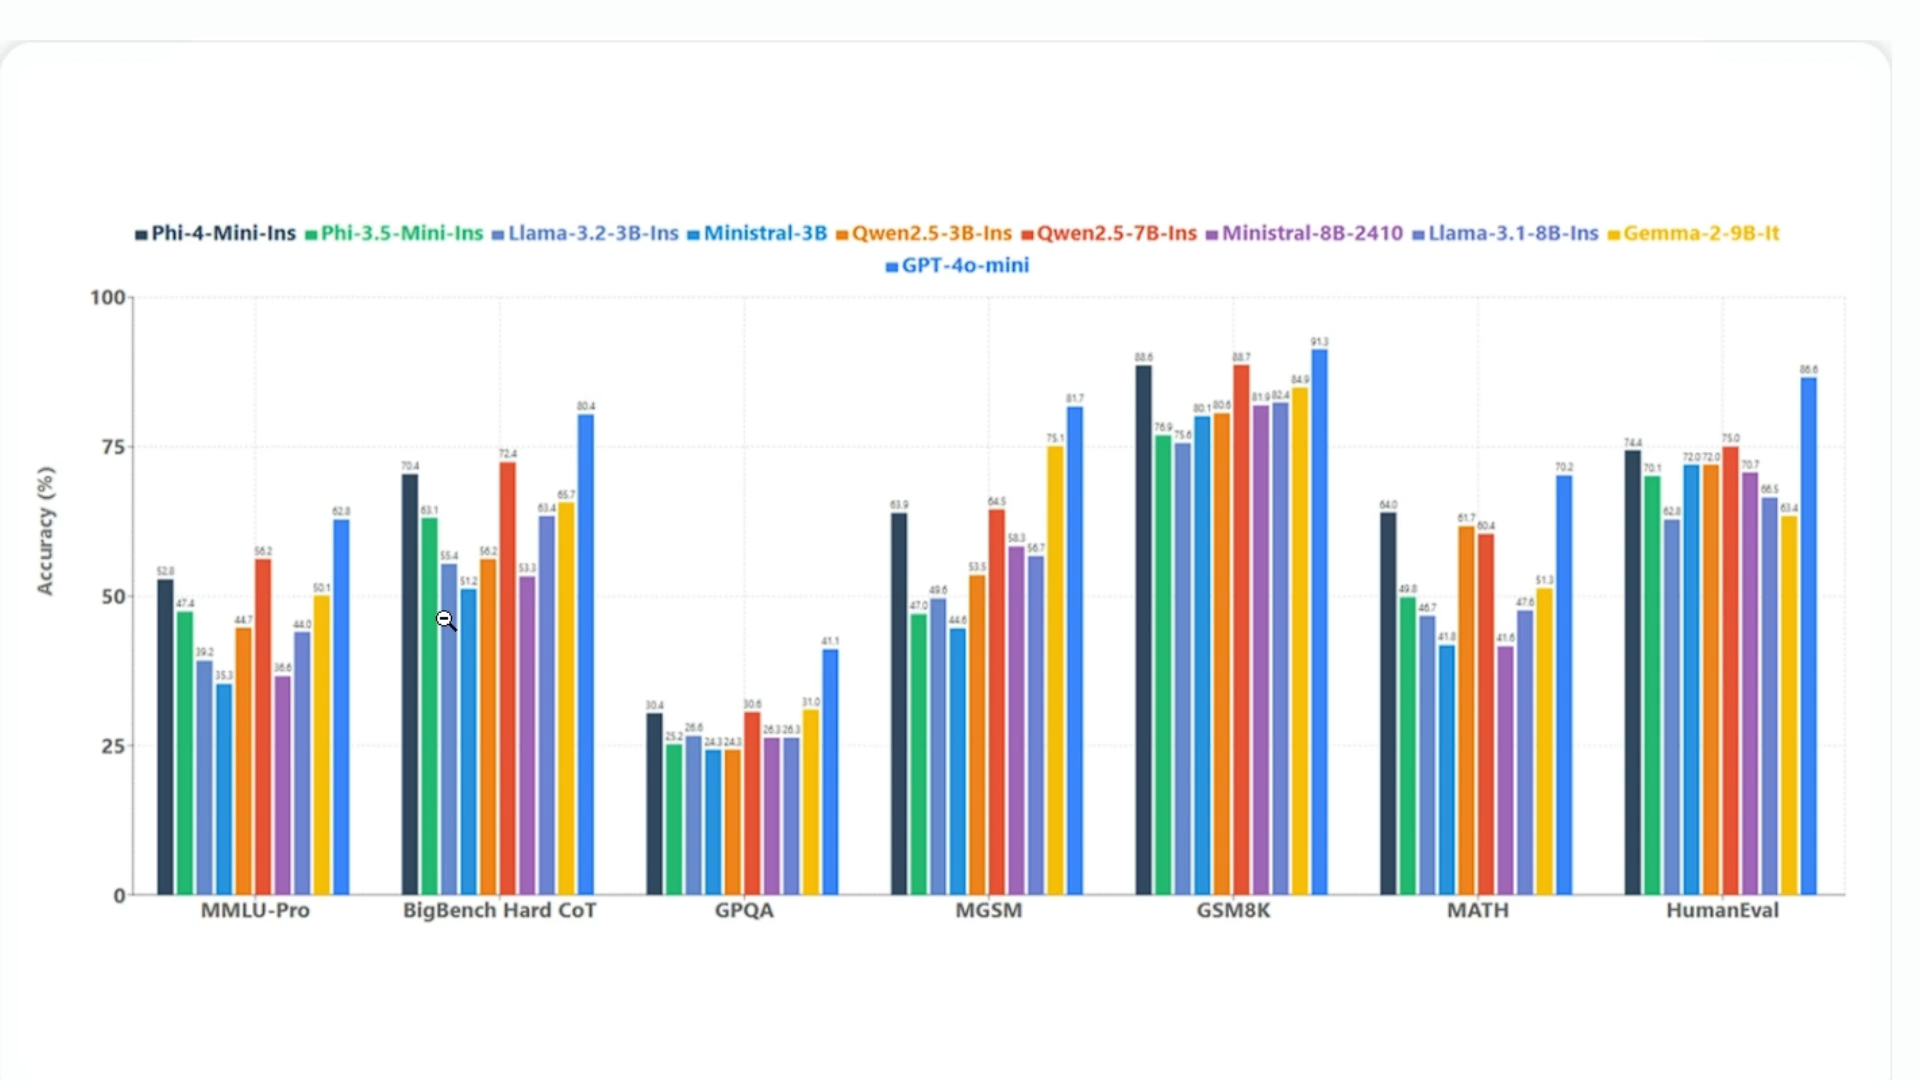 Phi-4-Mini-Ins Phi-3.5-Mini-Ins Llama-3.2-3B-Ins Ministral-3B Qwen2.5-3B-Ins Qwen2.5-7B-Ins Ministral-8B-2410 Llama-3.1-8B-Ins Gemma-2-9B-It
GPT-4o-mini
Accuracy (%)
100
75
50
25
0
52.8 47.4 39.2 35.3 44.7 56.2 36.6 44.0 50.1 62.8
70.4 63.1 55.4 51.2 56.2 72.4 53.3 63.4 65.7 80.4
30.4 25.2 26.6 24.3 24.3 30.6 26.3 26.3 31.0 41.1
63.9 47.0 49.6 44.6 53.5 64.5 58.3 56.7 75.1 81.7
88.6 76.9 75.6 80.1 80.6 88.7 81.9 82.4 84.9 91.3
64.0 49.8 46.7 41.8 61.7 60.4 41.6 47.6 51.3 70.2
74.4 70.1 62.8 72.0 72.0 75.0 70.7 66.5 63.4 86.6
MMLU-Pro BigBench Hard CoT GPQA MGSM GSM8K MATH HumanEval